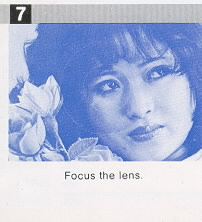 7
Focus the lens.